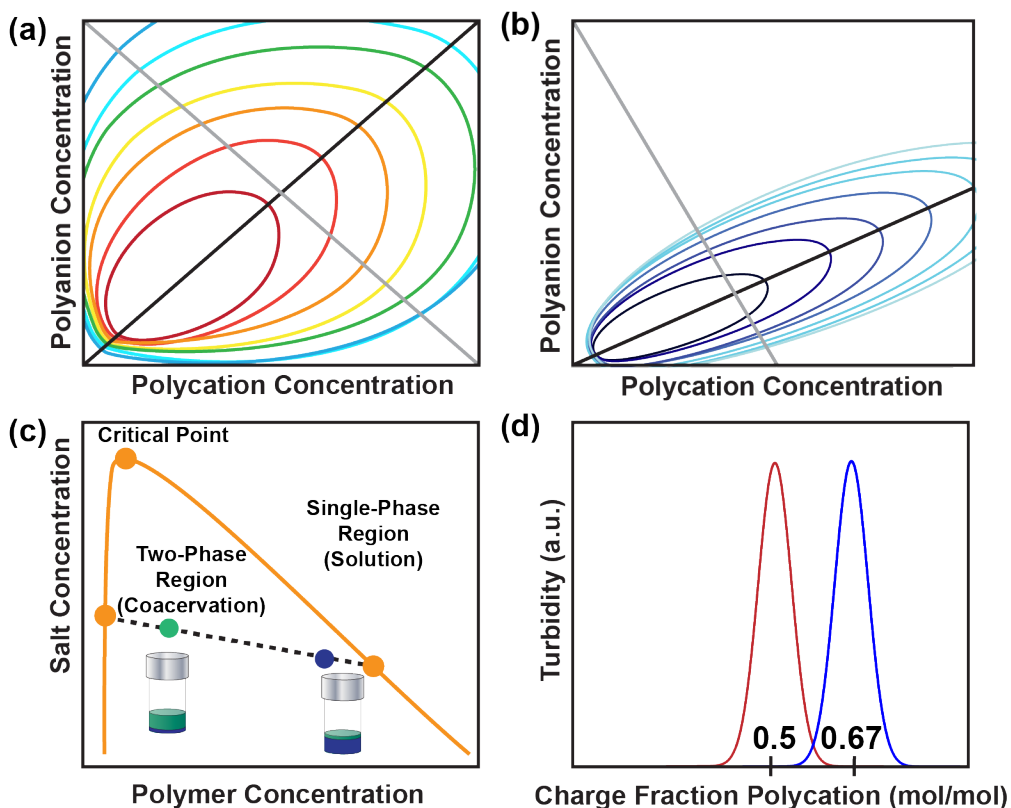 (a)
Polyanion Concentration
Polycation Concentration
(b)
Polyanion Concentration
Polycation Concentration
(c)
Salt Concentration
Critical Point
Single-Phase
Region
(Solution)
Two-Phase
Region
(Coacervation)
Polymer Concentration
(d)
Turbidity (a.u.)
0.5
0.67
Charge Fraction Polycation (mol/mol)